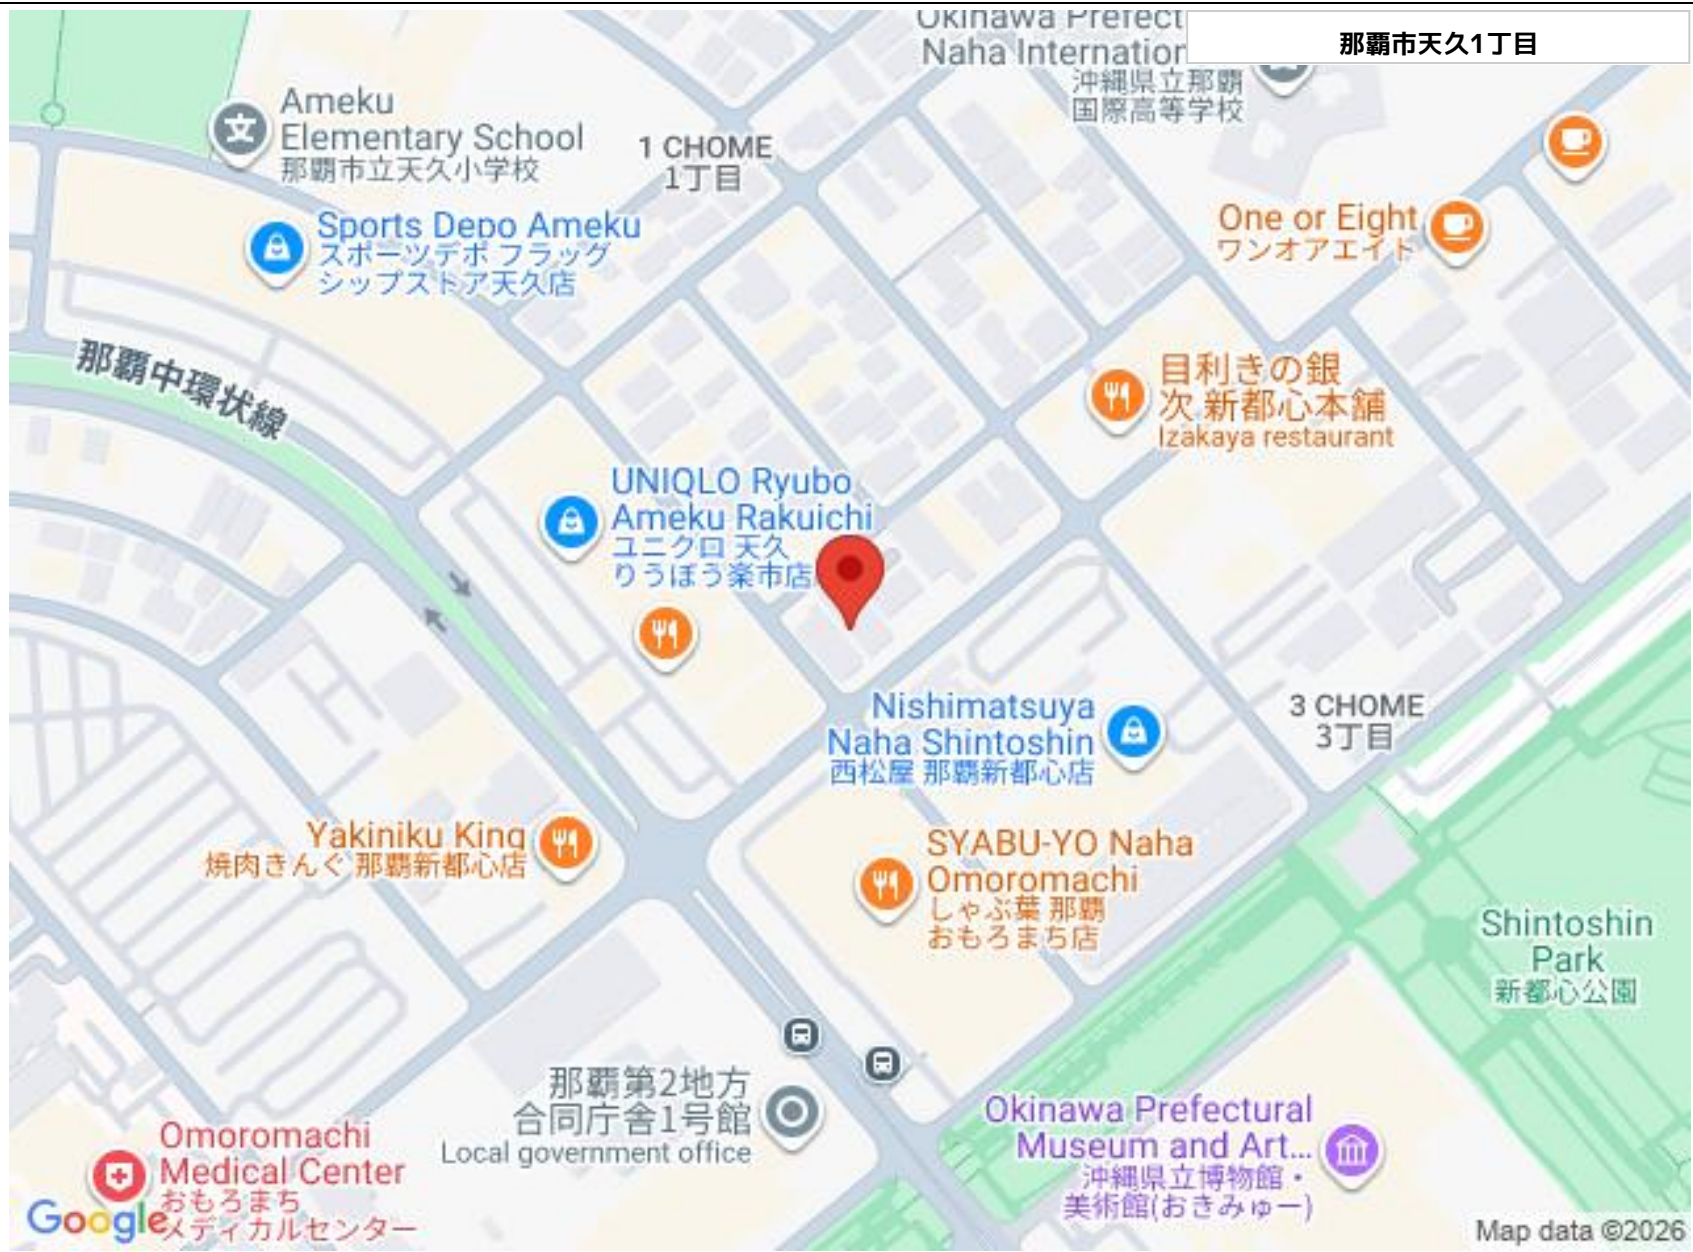 Okinawa Prefect
Naha Internation
沖縄県立那覇
国際高等学校
那覇市天久1丁目
Ameku
Elementary School
那覇市立天久小学校
1 CHOME
1丁目
Sports Depo Ameku
スポーツデポ フラッグ
シップストア天久店
One or Eight
ワンオアエイト
那覇中環状線
目利きの銀
次 新都心本舗
Izakaya restaurant
UNIQLO Ryubo
Ameku Rakuichi
ユニクロ 天久
りうぼう楽市店
Nishimatsuya
Naha Shintoshin
西松屋 那覇新都心店
3 CHOME
3丁目
Yakiniku King
焼肉きんぐ 那覇新都心店
SYABU-YO Naha
Omoromachi
しゃぶ葉 那覇
おもろまち店
Shintoshin
Park
新都心公園
那覇第2地方
合同庁舎1号館
Local government office
Okinawa Prefectural
Museum and Art...
沖縄県立博物館・
美術館(おきみゅー)
Omoromachi
Medical Center
おもろまち
メディカルセンター
Google
Map data ©2026